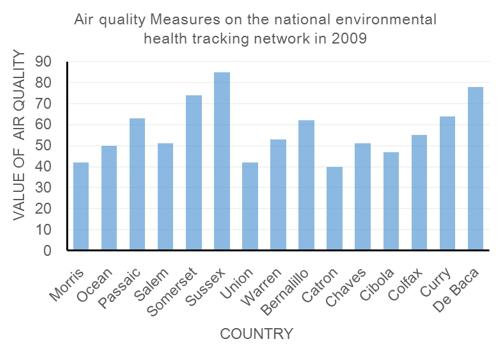 Air quality Measures on the national environmental
health tracking network in 2009
VALUE OF AIR QUALITY
90
80
70
60
50
40
30
20
10
0
Morris
Ocean
Passaic
Salem
Somerset
Sussex
Union
Warren
Bernalillo
Catron
Chaves
Cibola
Colfax
Curry
De Baca
COUNTRY